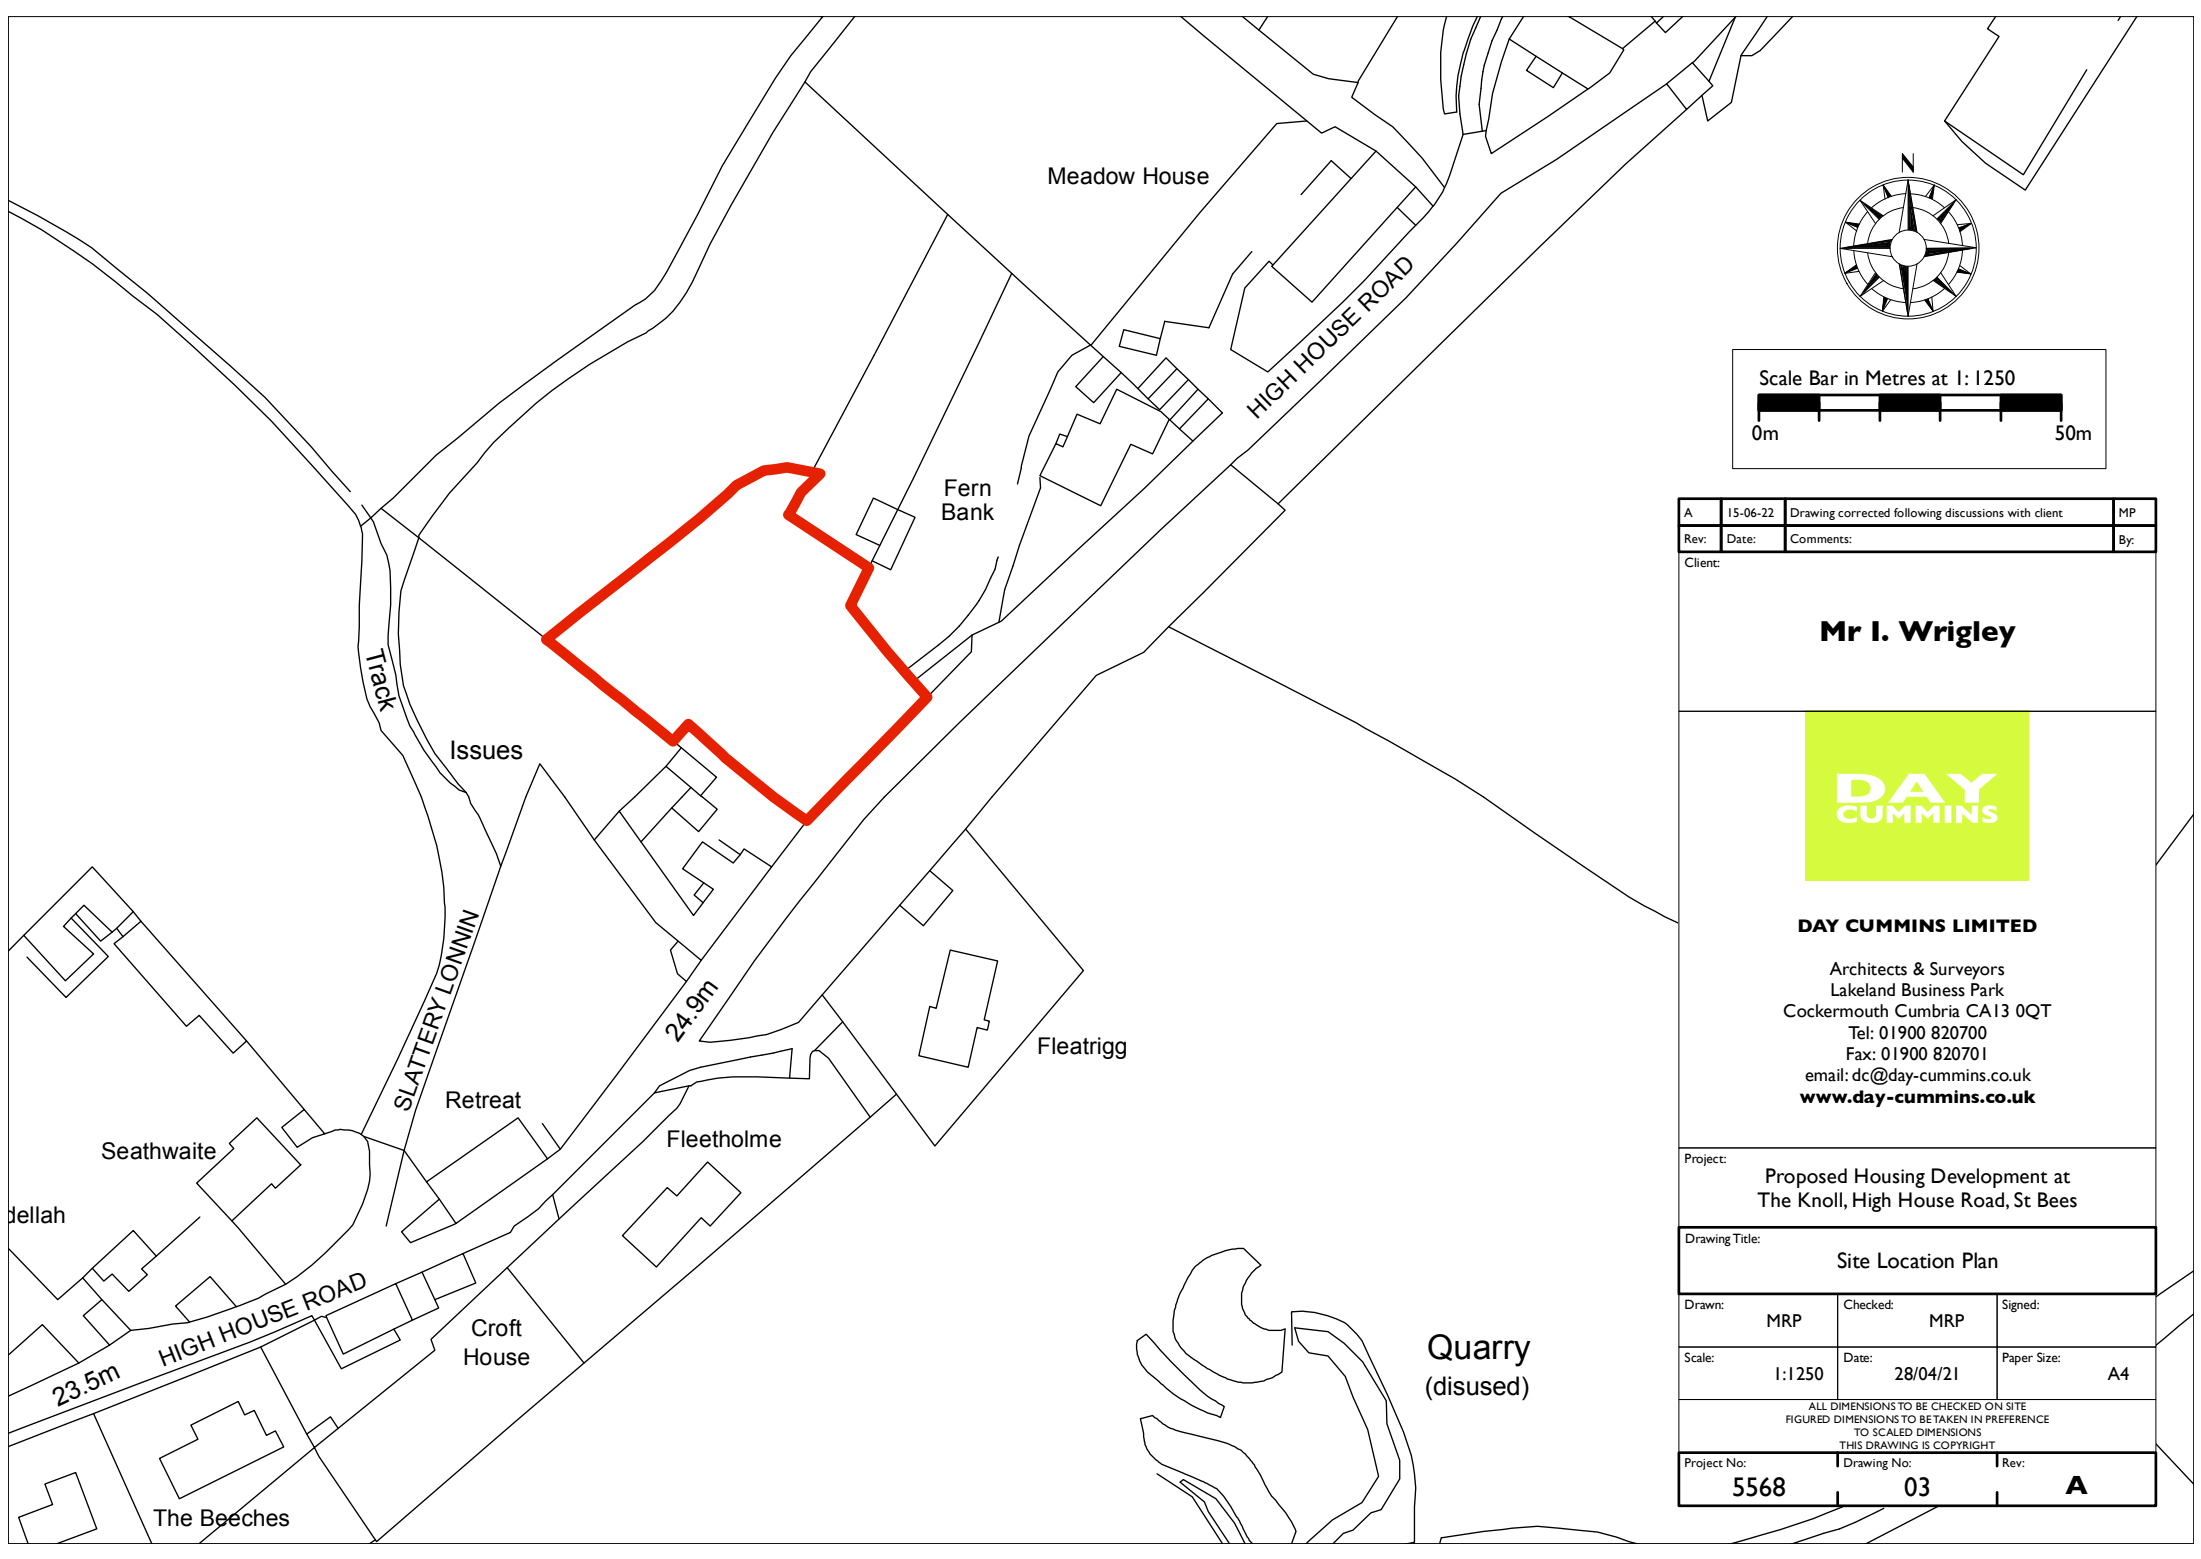 Meadow House
HIGH HOUSE ROAD
Fern
Bank
Track
Issues
SLATTERY LONNIN
24.9m
Fleatrigg
Retreat
Fleetholme
Seathwaite
dellah
HIGH HOUSE ROAD
23.5m
Croft
House
The Beeches
Quarry
(disused)
N
Scale Bar in Metres at 1:1250
0m 50m
A 15-06-22 Drawing corrected following discussions with client MP
Rev: Date: Comments: By:
Client:
Mr I. Wrigley
DAY
CUMMINS
DAY CUMMINS LIMITED
Architects & Surveyors
Lakeland Business Park
Cockermouth Cumbria CA13 0QT
Tel: 01900 820700
Fax: 01900 820701
email: dc@day-cummins.co.uk
www.day-cummins.co.uk
Project:
Proposed Housing Development at
The Knoll, High House Road, St Bees
Drawing Title:
Site Location Plan
Drawn: MRP Checked: MRP Signed:
Scale: 1:1250 Date: 28/04/21 Paper Size: A4
ALL DIMENSIONS TO BE CHECKED ON SITE
FIGURED DIMENSIONS TO BE TAKEN IN PREFERENCE
TO SCALED DIMENSIONS
THIS DRAWING IS COPYRIGHT
Project No: Drawing No: Rev:
5568 03 A